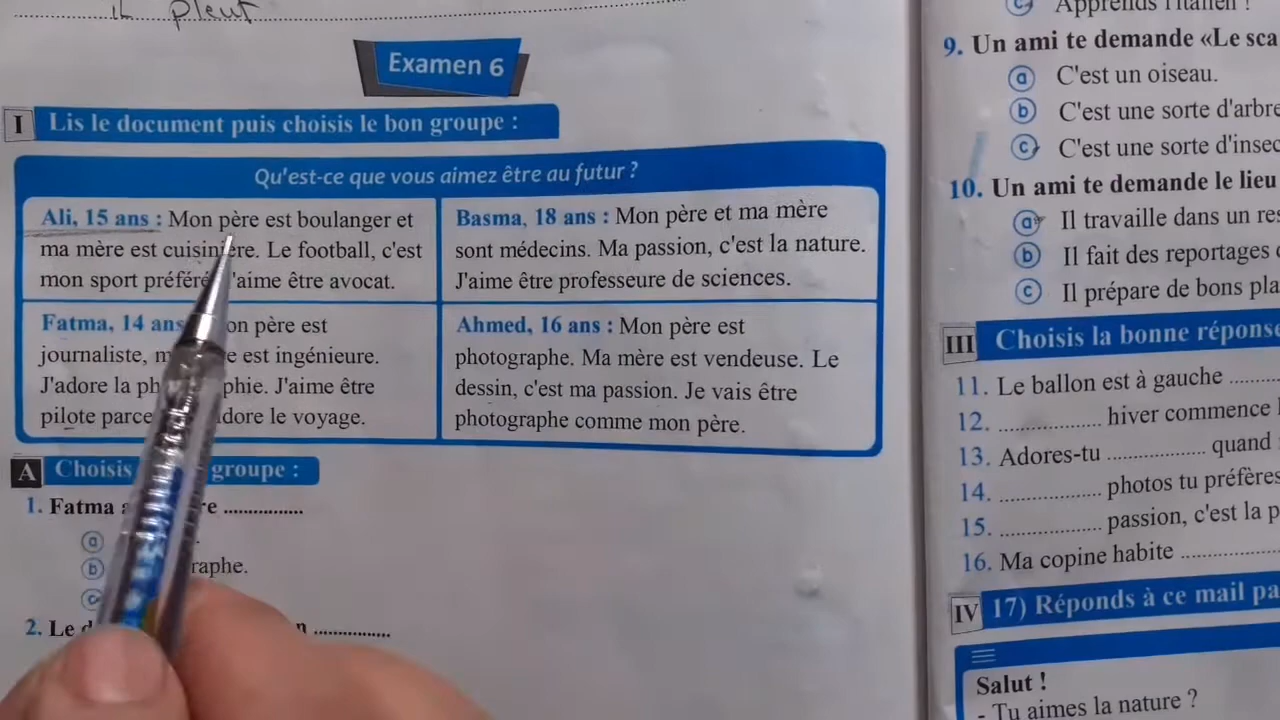 il pleut
Examen 6
I Lis le document puis choisis le bon groupe :
Qu'est-ce que vous aimez être au futur ?
Ali, 15 ans : Mon père est boulanger et
ma mère est cuisinière. Le football, c'est
mon sport préféré 'aime être avocat.
Basma, 18 ans : Mon père et ma mère
sont médecins. Ma passion, c'est la nature.
J'aime être professeure de sciences.
Fatma, 14 ans on père est
journaliste, m e est ingénieure.
J'adore la ph phie. J'aime être
pilote parce dore le voyage.
Ahmed, 16 ans : Mon père est
photographe. Ma mère est vendeuse. Le
dessin, c'est ma passion. Je vais être
photographe comme mon père.
A Choisis groupe :
1. Fatma a re ..............
a
b raphe.
c
2. Le d n ..............
c Apprends l'italien !
9. Un ami te demande «Le sca
a C'est un oiseau.
b C'est une sorte d'arbre
c C'est une sorte d'insec
10. Un ami te demande le lieu
a Il travaille dans un res
b Il fait des reportages
c Il prépare de bons pla
III Choisis la bonne réponse
11. Le ballon est à gauche ..........
12. .................. hiver commence
13. Adores-tu .................. quand
14. .................. photos tu préfères
15. .................. passion, c'est la p
16. Ma copine habite ..................
IV 17) Réponds à ce mail pa
Salut !
- Tu aimes la nature ?